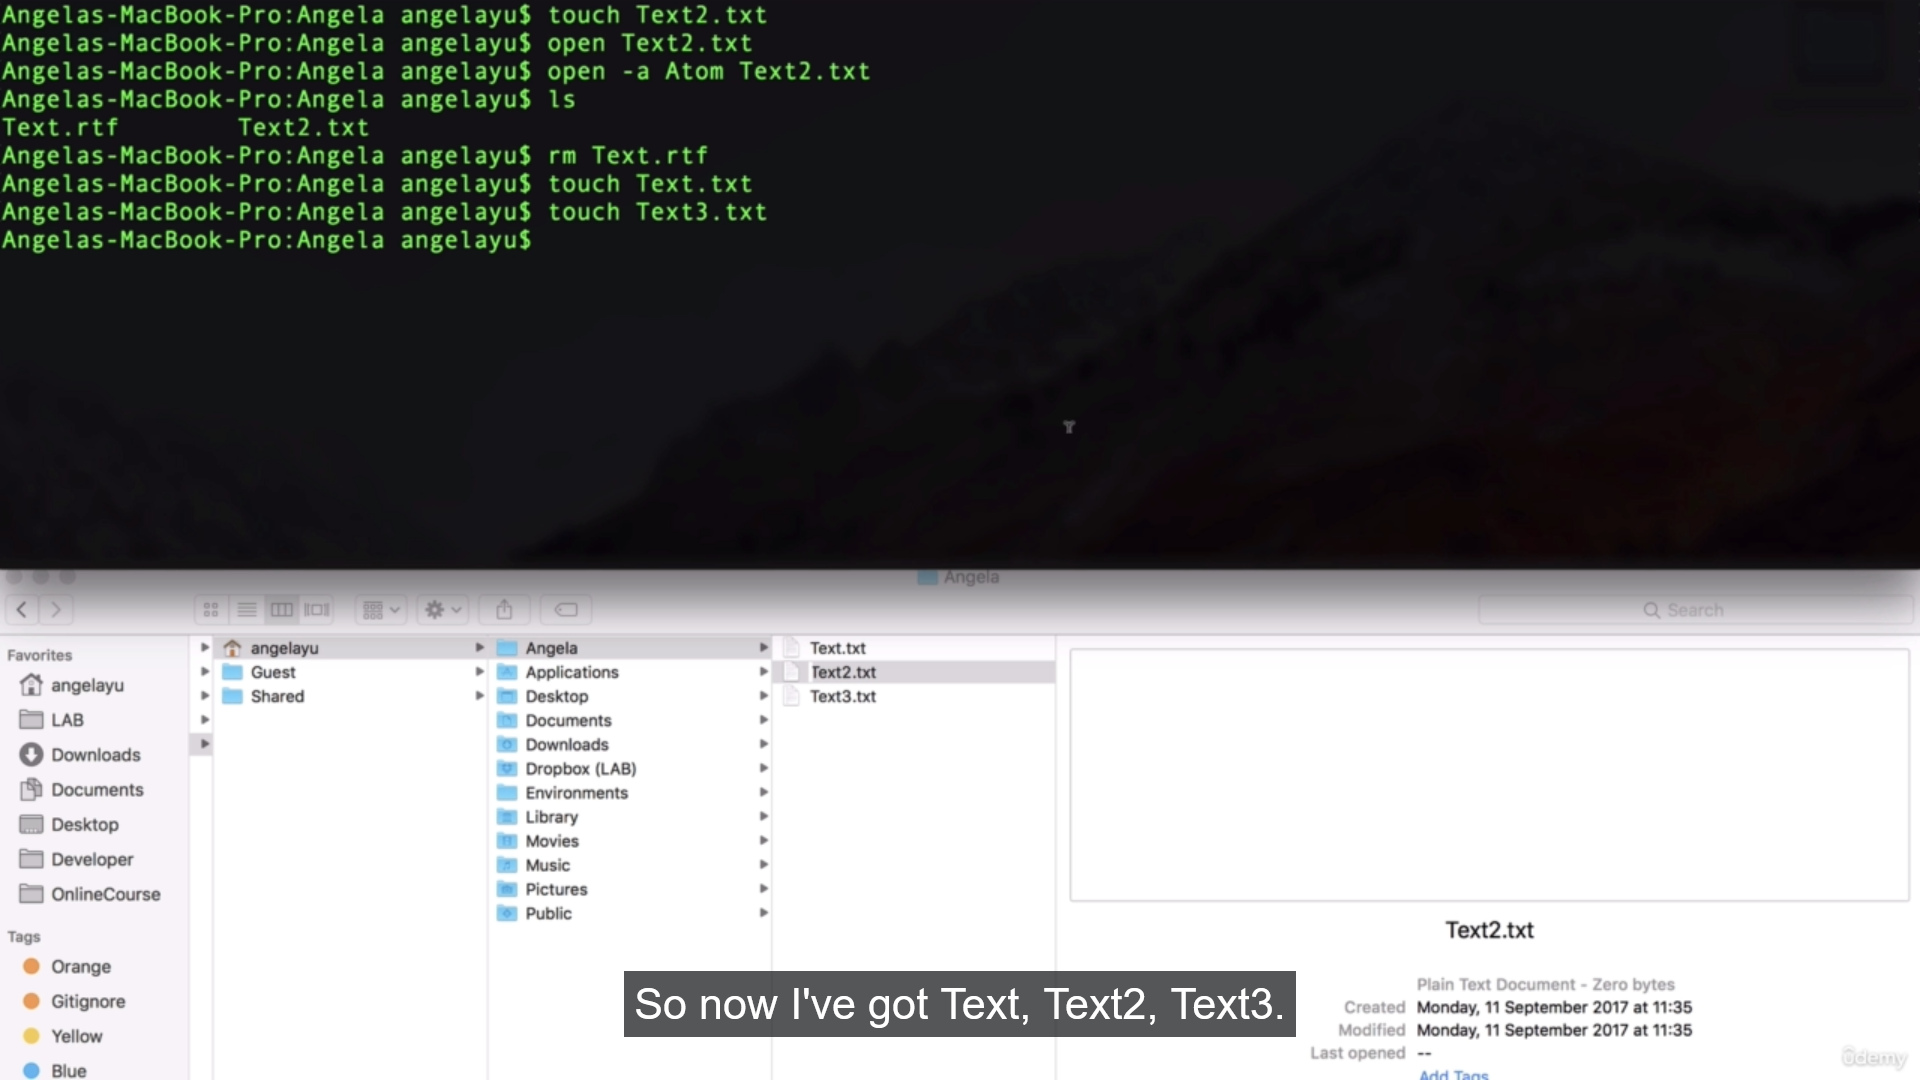 Angelas-MacBook-Pro:Angela angelayu$ touch Text2.txt
Angelas-MacBook-Pro:Angela angelayu$ open Text2.txt
Angelas-MacBook-Pro:Angela angelayu$ open -a Atom Text2.txt
Angelas-MacBook-Pro:Angela angelayu$ ls
Text.rtf Text2.txt
Angelas-MacBook-Pro:Angela angelayu$ rm Text.rtf
Angelas-MacBook-Pro:Angela angelayu$ touch Text.txt
Angelas-MacBook-Pro:Angela angelayu$ touch Text3.txt
Angelas-MacBook-Pro:Angela angelayu$
Angela
Search
Favorites
angelayu
LAB
Downloads
Documents
Desktop
Developer
OnlineCourse
Tags
Orange
Gitignore
Yellow
Blue
angelayu
Guest
Shared
Angela
Applications
Desktop
Documents
Downloads
Dropbox (LAB)
Environments
Library
Movies
Music
Pictures
Public
Text.txt
Text2.txt
Text3.txt
Text2.txt
Plain Text Document - Zero bytes
Created Monday, 11 September 2017 at 11:35
Modified Monday, 11 September 2017 at 11:35
Last opened --
Add Tags
So now I've got Text, Text2, Text3.
ûdemy